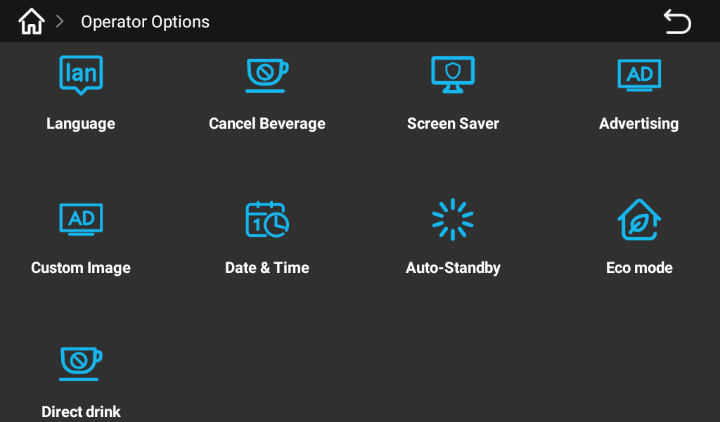 Operator Options
lan
Language
Cancel Beverage
Screen Saver
AD
Advertising
AD
Custom Image
1
Date & Time
Auto-Standby
Eco mode
Direct drink